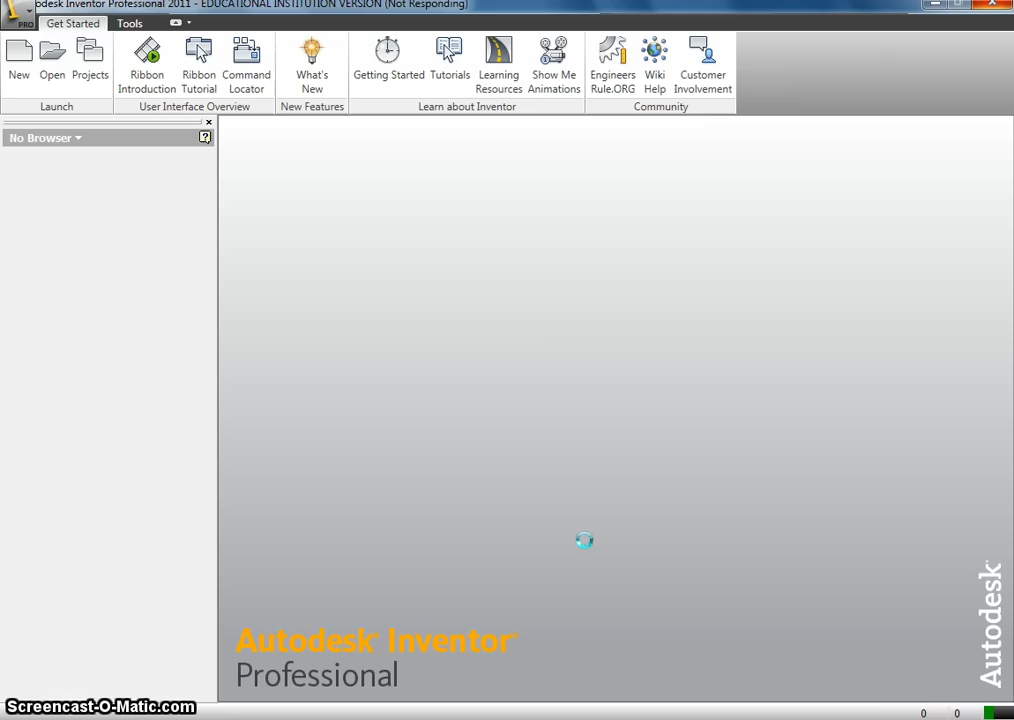 odesk Inventor Professional 2011 - EDUCATIONAL INSTITUTION VERSION (Not Responding)
PRO
Get Started Tools
New Open Projects Ribbon Introduction Ribbon Tutorial Command Locator What's New Getting Started Tutorials Learning Resources Show Me Animations Engineers Rule.ORG Wiki Help Customer Involvement
Launch User Interface Overview New Features Learn about Inventor Community
No Browser
Autodesk Inventor
Professional
Autodesk
Screencast-O-Matic.com
0 0